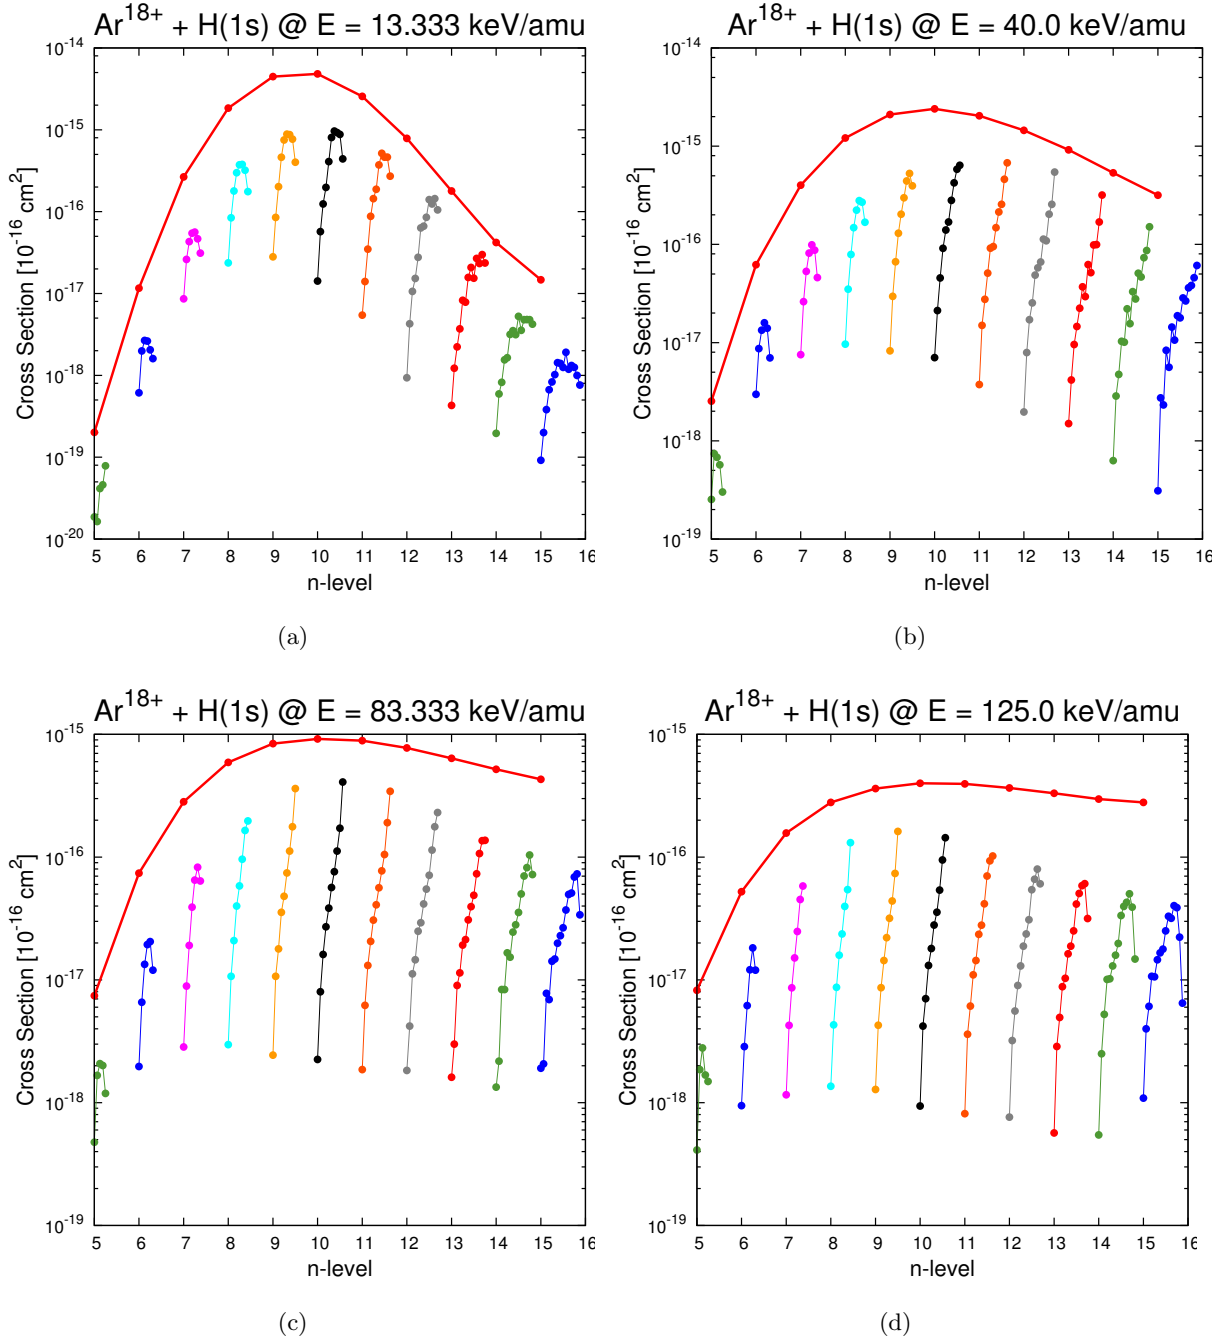 Ar18+ + H(1s) @ E = 13.333 keV/amu
Cross Section [10-16 cm2]
10-14
10-15
10-16
10-17
10-18
10-19
10-20
5 6 7 8 9 10 11 12 13 14 15 16
n-level
(a)
Ar18+ + H(1s) @ E = 40.0 keV/amu
Cross Section [10-16 cm2]
10-14
10-15
10-16
10-17
10-18
10-19
5 6 7 8 9 10 11 12 13 14 15 16
n-level
(b)
Ar18+ + H(1s) @ E = 83.333 keV/amu
Cross Section [10-16 cm2]
10-15
10-16
10-17
10-18
10-19
5 6 7 8 9 10 11 12 13 14 15 16
n-level
(c)
Ar18+ + H(1s) @ E = 125.0 keV/amu
Cross Section [10-16 cm2]
10-15
10-16
10-17
10-18
10-19
5 6 7 8 9 10 11 12 13 14 15 16
n-level
(d)